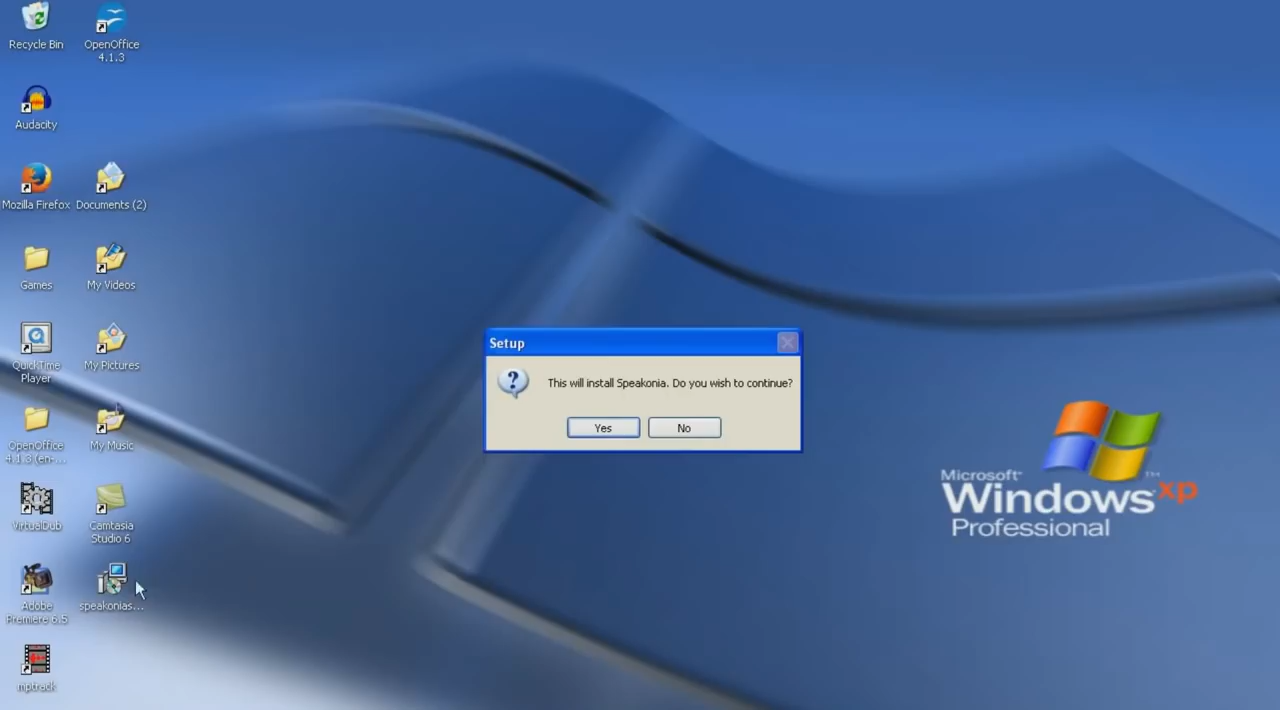 Recycle Bin
OpenOffice
4.1.3
Audacity
Mozilla Firefox
Documents (2)
Games
My Videos
QuickTime
Player
My Pictures
OpenOffice
4.1.3 (en-...
My Music
VirtualDub
Camtasia
Studio 6
Adobe
Premiere 6.5
speakonias...
mptrack
Setup
This will install Speakonia. Do you wish to continue?
Yes
No
Microsoft
Windows xp ™
Professional